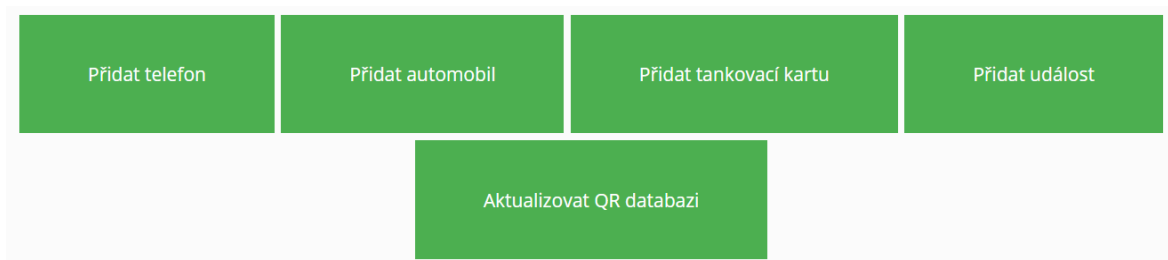 Přidat telefon
Přidat automobil
Přidat tankovací kartu
Přidat událost
Aktualizovat QR databazi